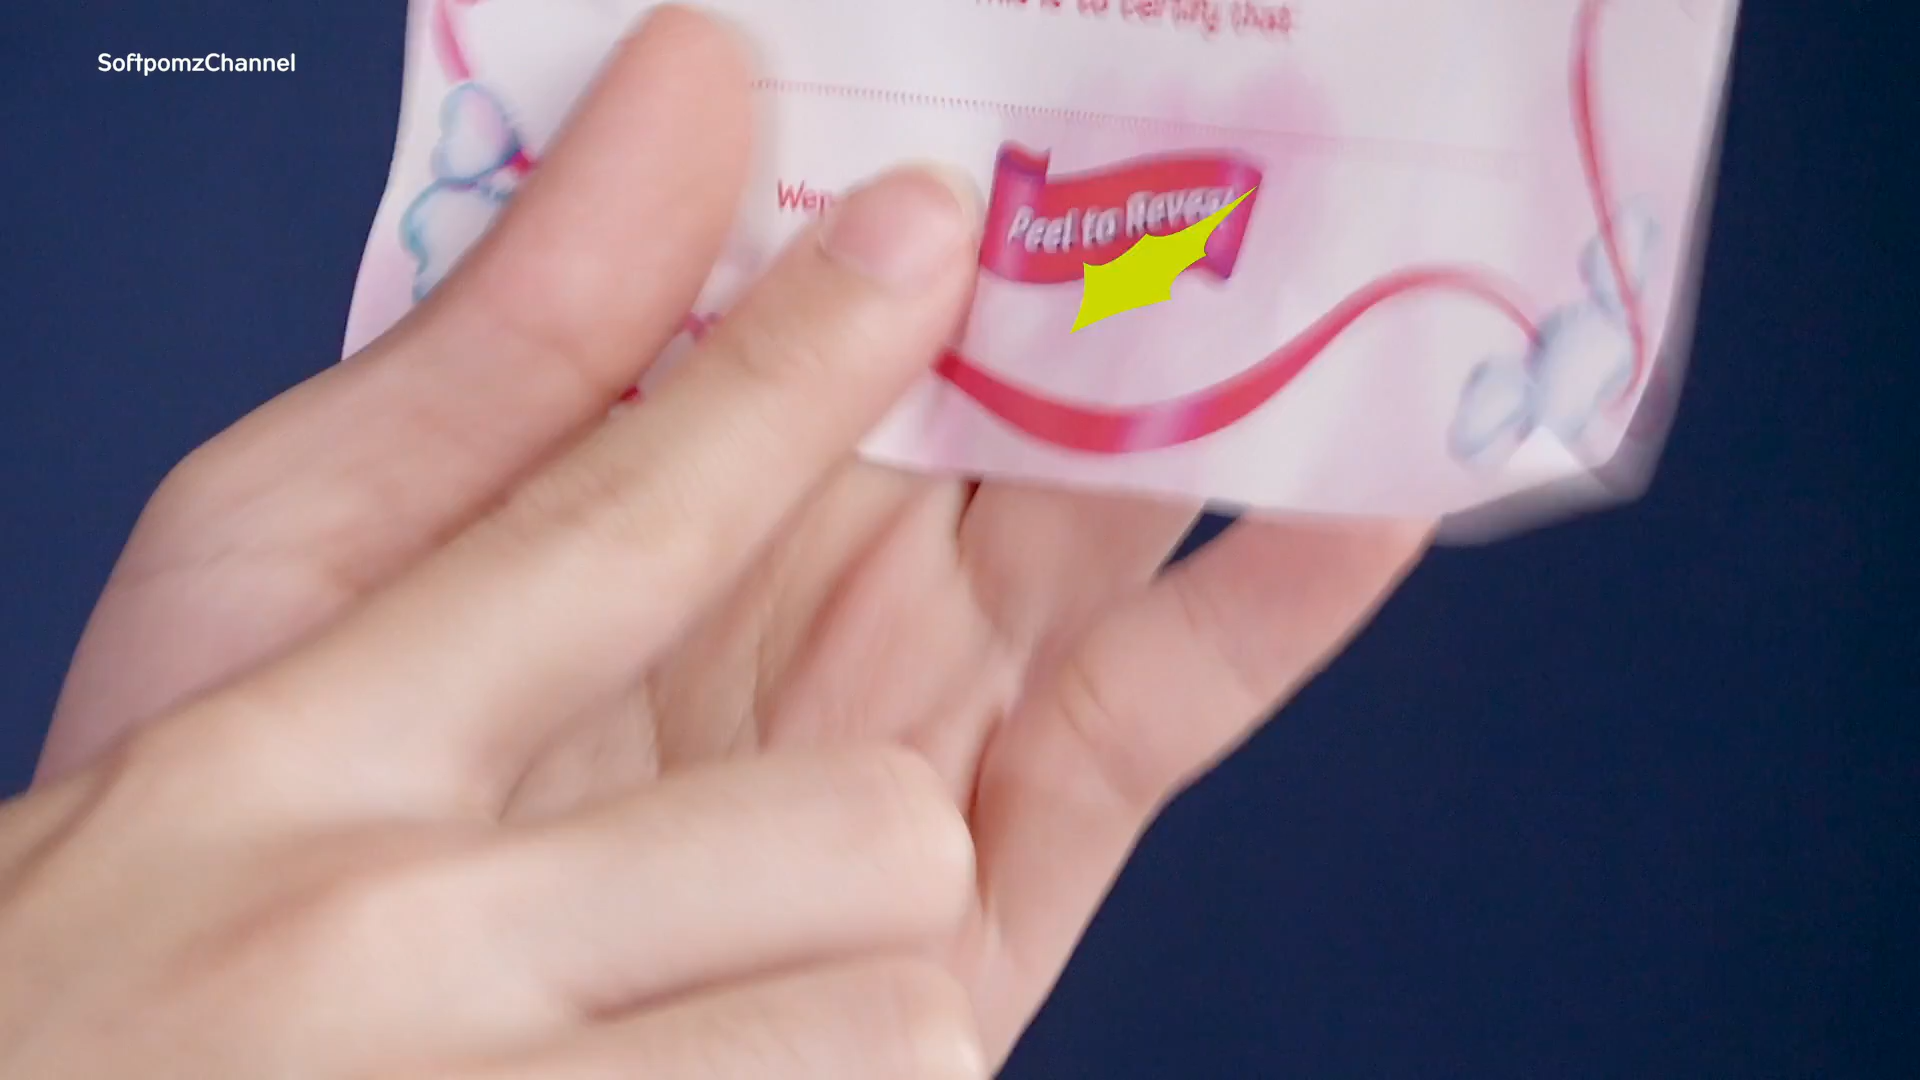 SoftpomzChannel
This is to certify that
Peel to Reveal